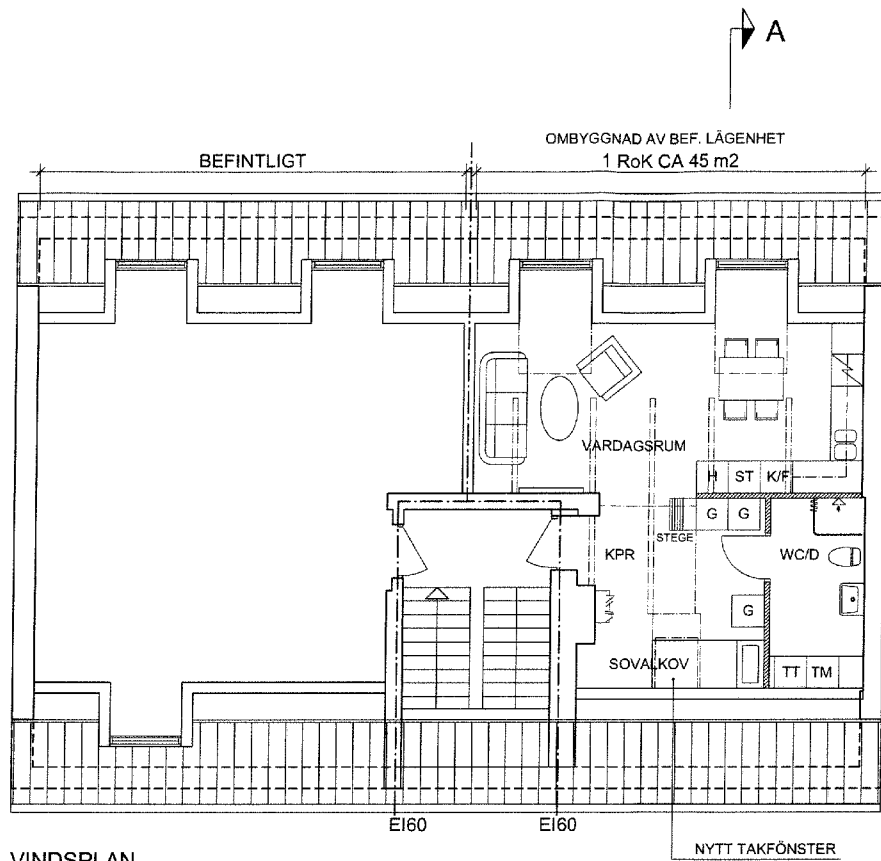 A
BEFINTLIGT
OMBYGGNAD AV BEF. LÄGENHET
1 RoK CA 45 m2
VARDAGSRUM
H ST K/F
G G
STEGE
KPR
WC/D
G
SOVALKOV
TT TM
EI60
EI60
NYTT TAKFÖNSTER
VINDSPLAN